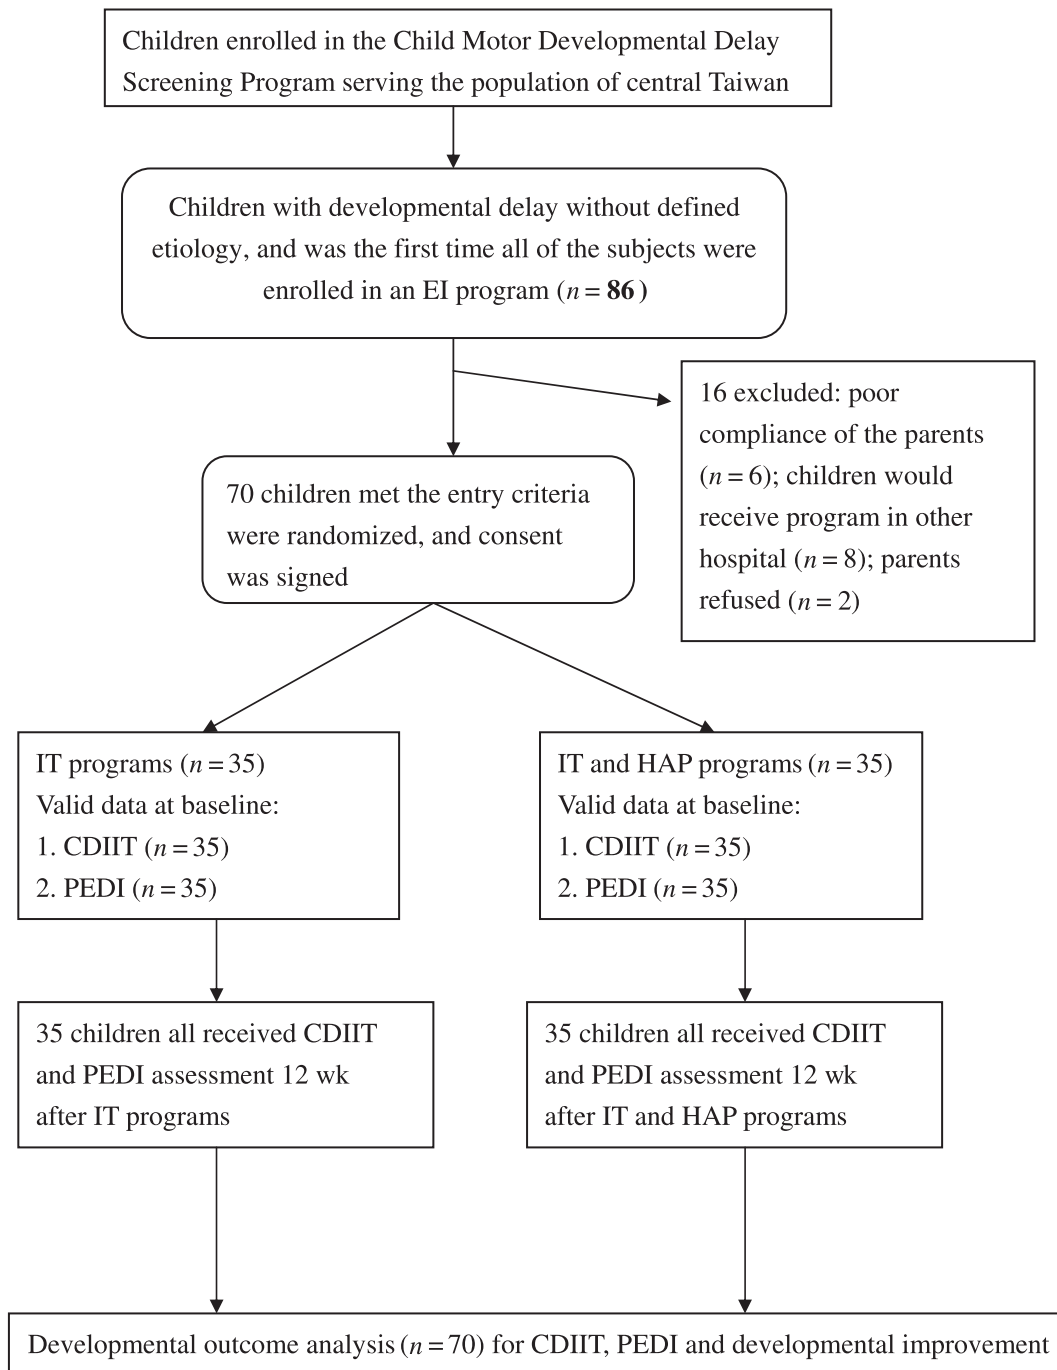 Children enrolled in the Child Motor Developmental Delay
Screening Program serving the population of central Taiwan
Children with developmental delay without defined
etiology, and was the first time all of the subjects were
enrolled in an EI program (n = 86)
16 excluded: poor
compliance of the parents
(n = 6); children would
receive program in other
hospital (n = 8); parents
refused (n = 2)
70 children met the entry criteria
were randomized, and consent
was signed
IT programs (n = 35)
Valid data at baseline:
1. CDIIT (n = 35)
2. PEDI (n = 35)
IT and HAP programs (n = 35)
Valid data at baseline:
1. CDIIT (n = 35)
2. PEDI (n = 35)
35 children all received CDIIT
and PEDI assessment 12 wk
after IT programs
35 children all received CDIIT
and PEDI assessment 12 wk
after IT and HAP programs
Developmental outcome analysis (n = 70) for CDIIT, PEDI and developmental improvement